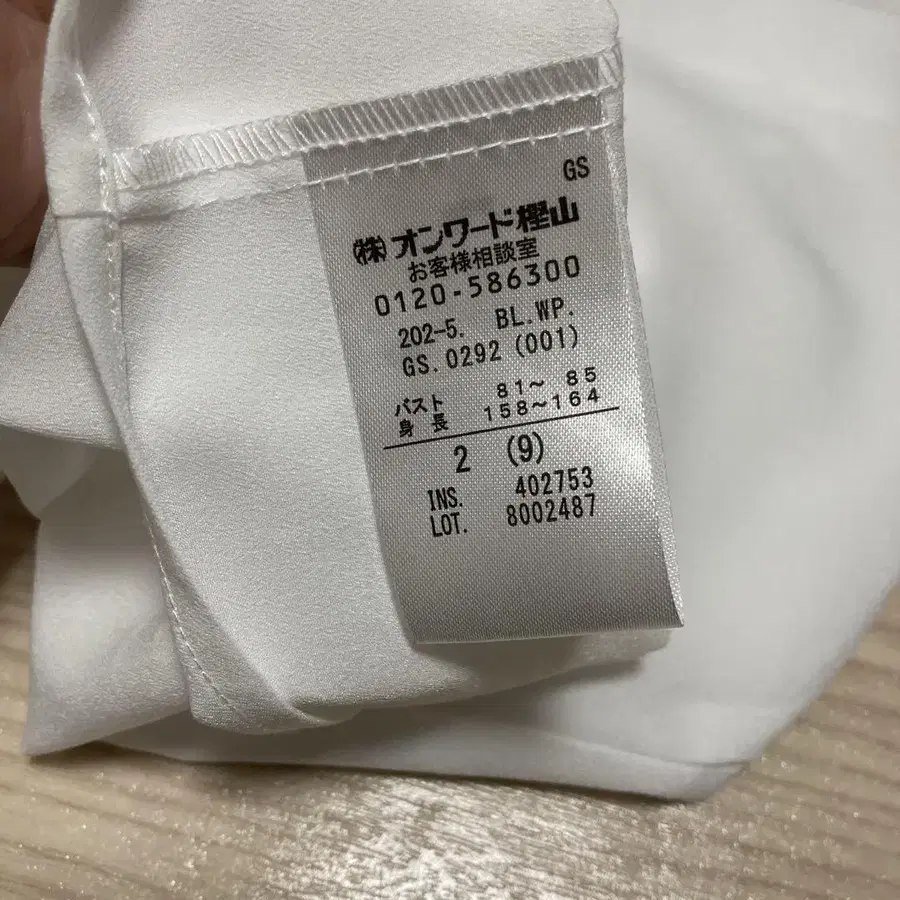 GS
(株)オンワード樫山
お客様相談室
0120-586300
202-5. BL.WP.
GS.0292 (001)
バスト 81〜 85
身 長 158〜164
2 (9)
INS. 402753
LOT. 8002487